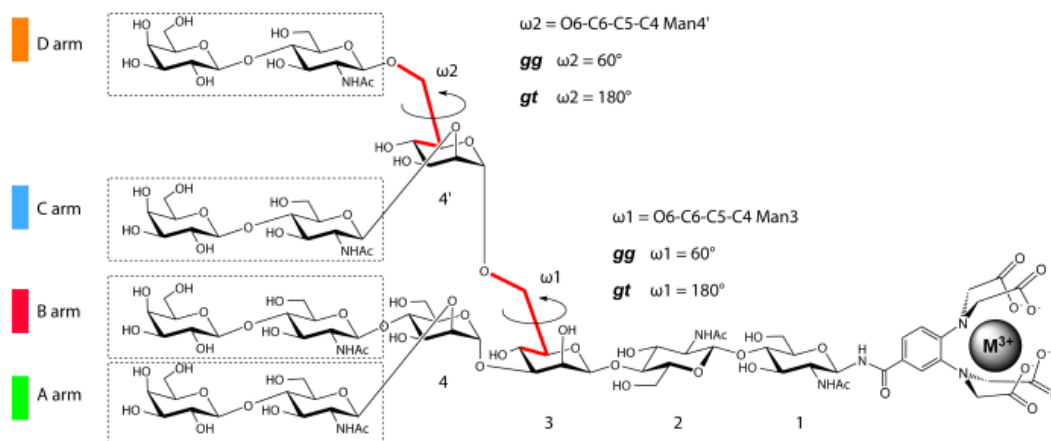 D arm
C arm
B arm
A arm
ω2 = O6-C6-C5-C4 Man4'
gg ω2 = 60°
gt ω2 = 180°
ω1 = O6-C6-C5-C4 Man3
gg ω1 = 60°
gt ω1 = 180°
HO OH
O
HO
OH
O
HO
O
HO
NHAc
O
ω2
HO
HO
O
O
O
4'
HO OH
O
HO
OH
O
HO
O
HO
NHAc
O
O
ω1
HO OH
O
HO
OH
O
HO
O
HO
NHAc
O
HO
HO
O
O
4
O
HO
OH
O
O
3
NHAc
HO
O
HO
O
2
HO
O
HO
NHAc
1
H
N
O
N
N
M3+
O
O
O-
O-
O
O
O-
O-
HO OH
O
HO
OH
O
HO
O
HO
NHAc
O